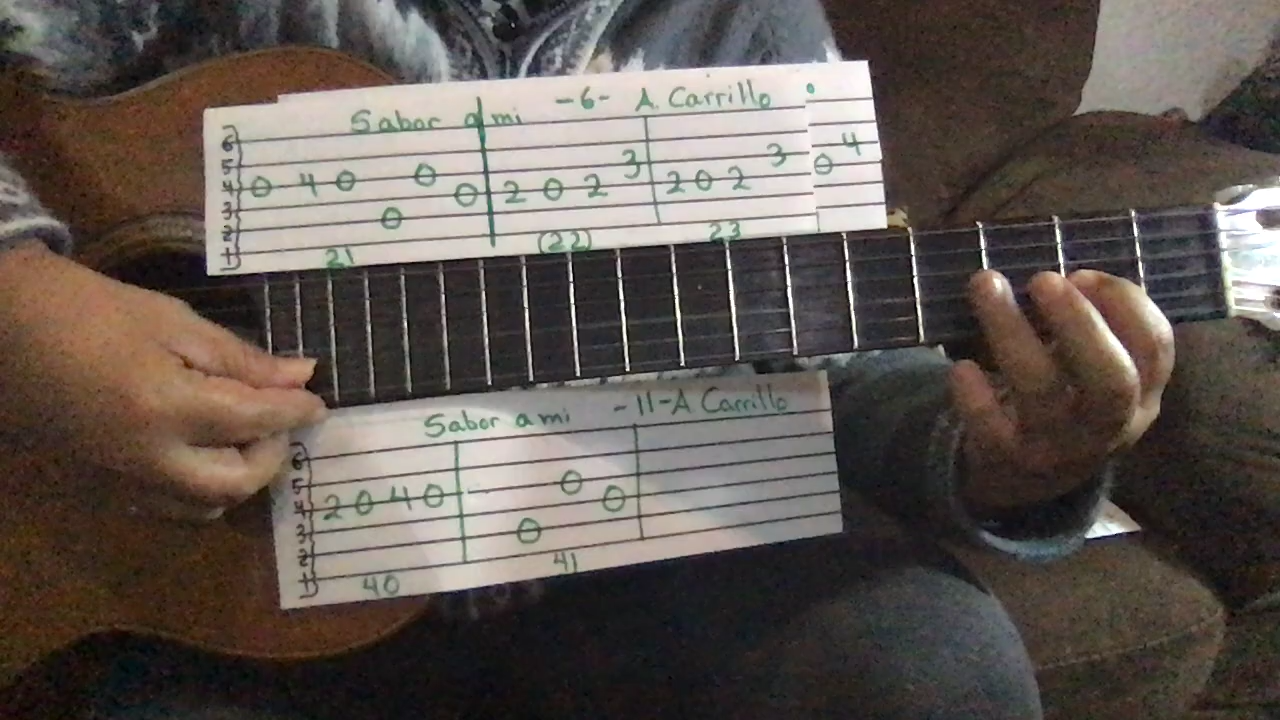 Sabor a mi -6- A. Carrillo
6
5 0 4
4 0 4 0 0 0 2 0 2 3 2 0 2 3
3 0
2
1 21 (22) 23
Sabor a mi -11- A Carrillo
6
5 0
4 2 0 4 0 0
3 0
2
1
40 41